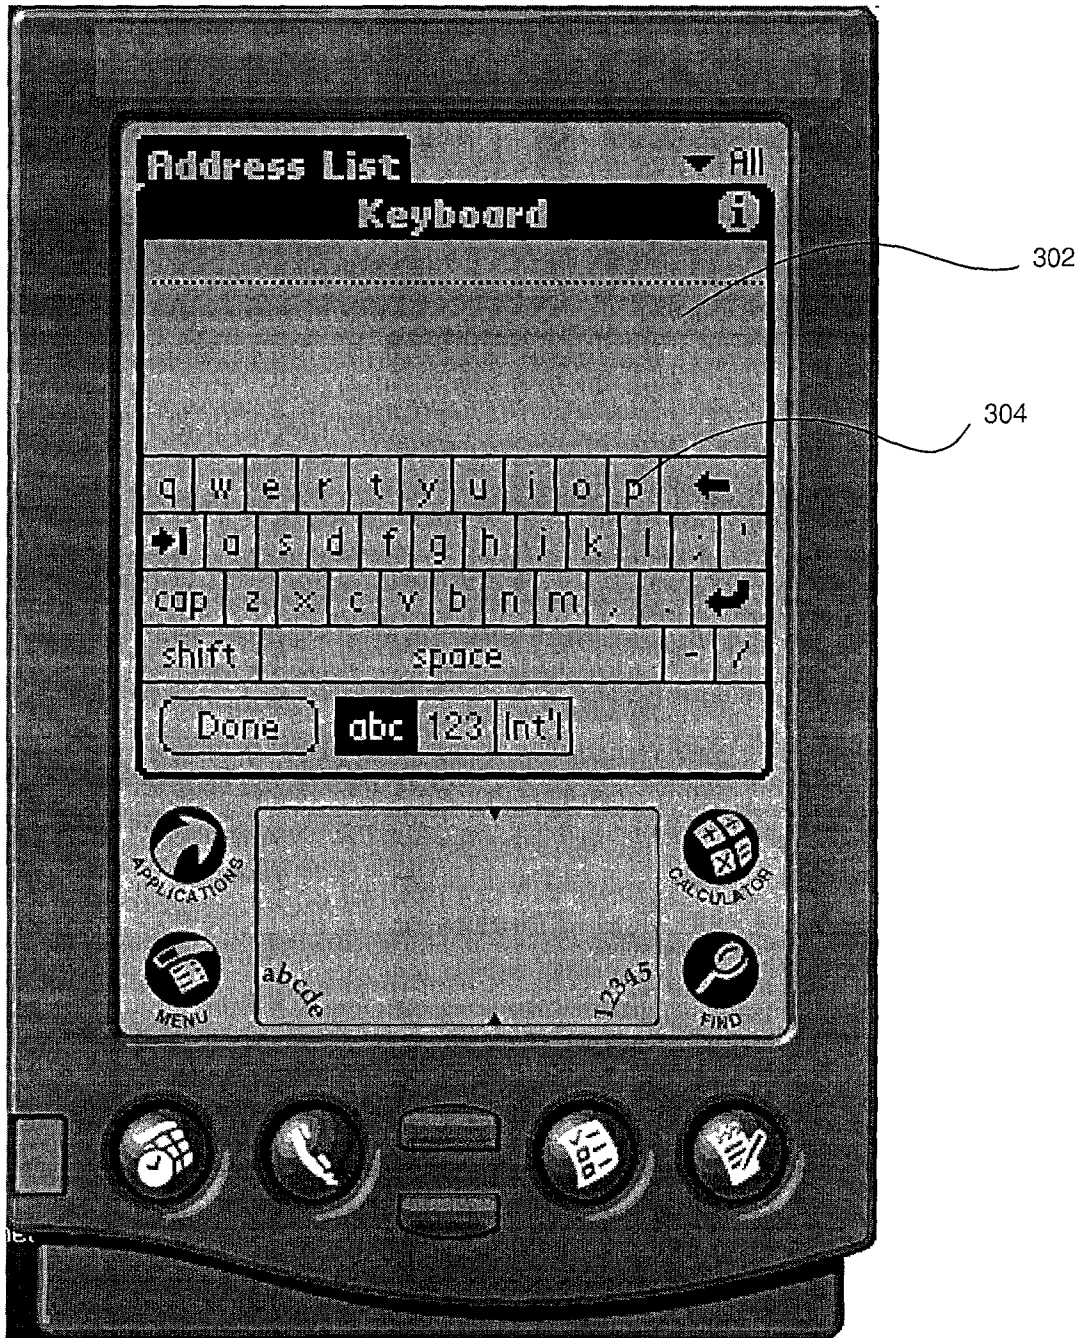 Address List
All
Keyboard
i
302
304
q w e r t y u i o p
a s d f g h j k l ; '
cap z x c v b n m , .
shift space - /
Done abc 123 Int'l
APPLICATIONS
CALCULATOR
+ + x =
MENU
abcde
12345
FIND